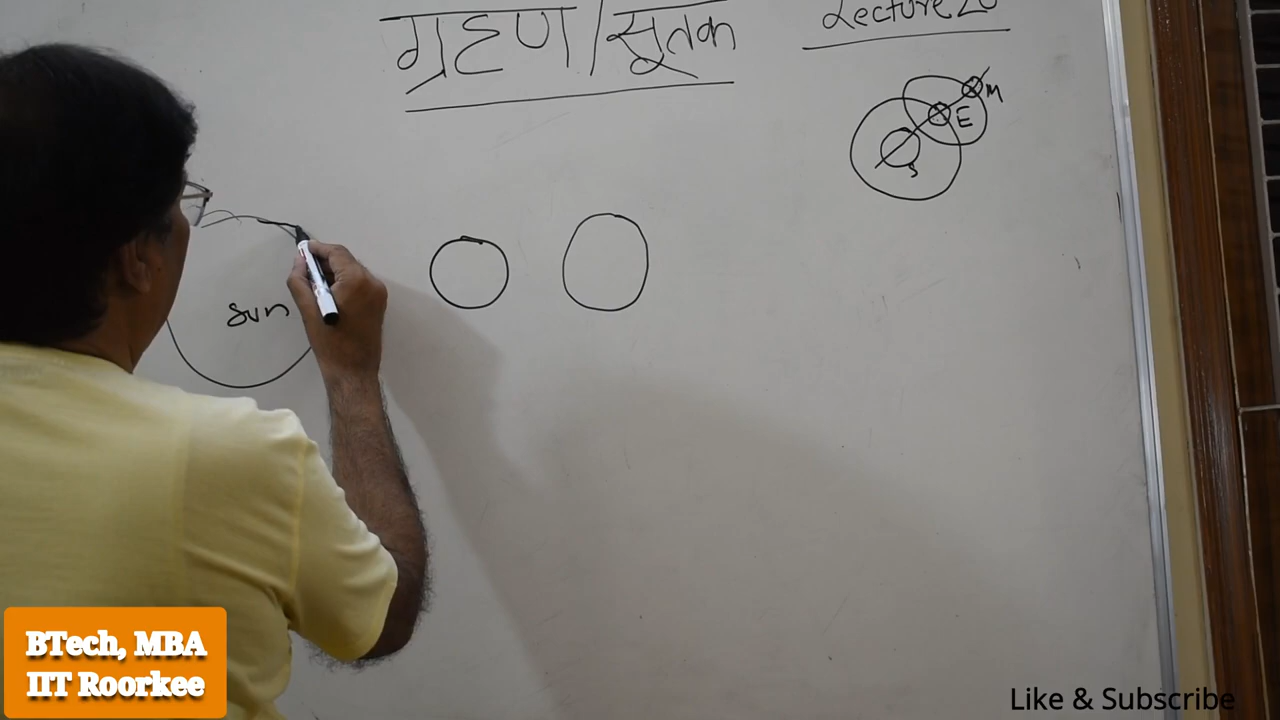 ग्रहण/सूतक
Lecture 20
M
E
S
Sun
BTech, MBA
IIT Roorkee
Like & Subscribe